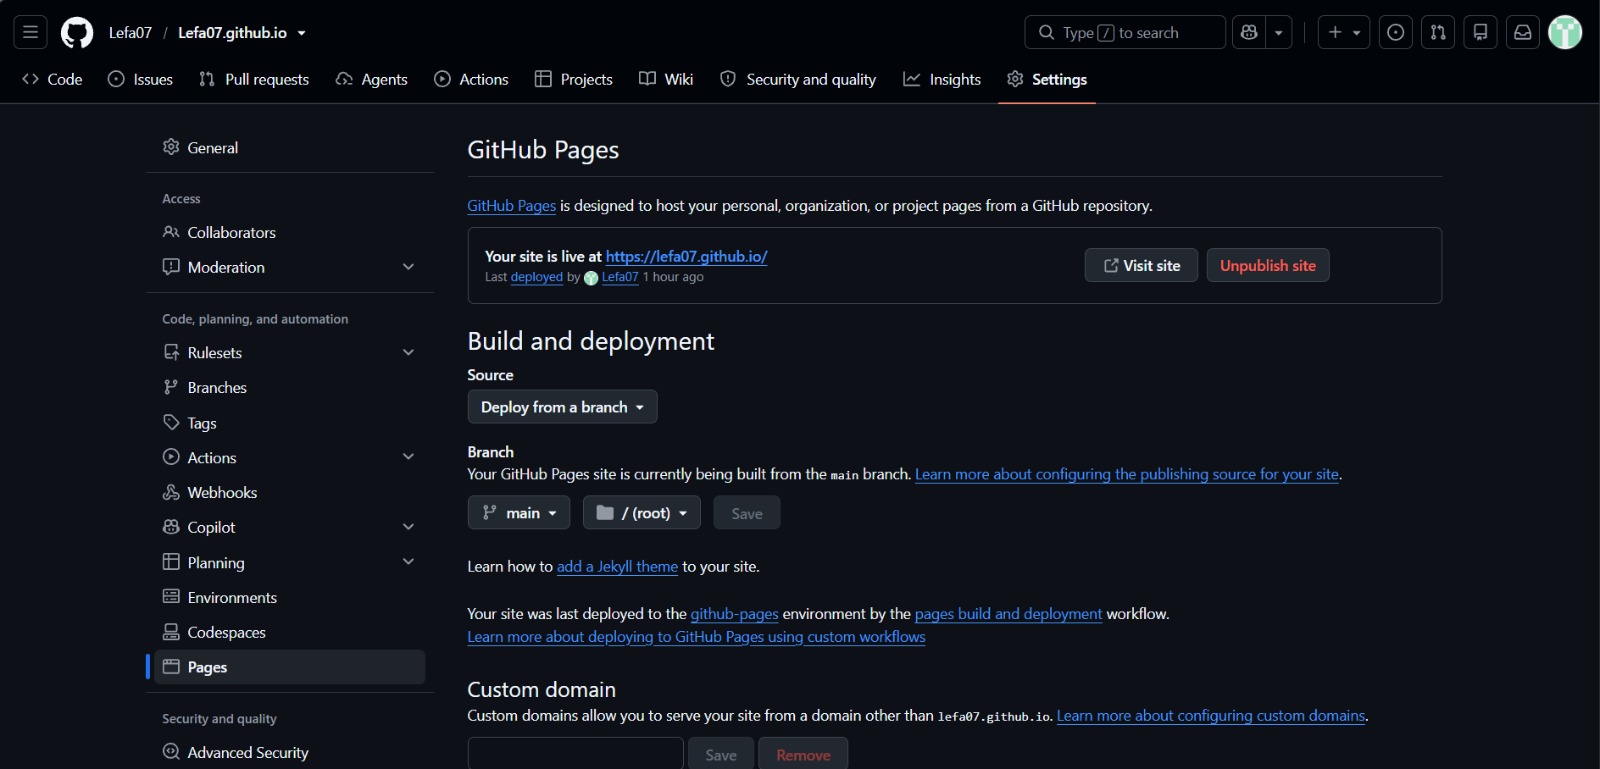 Lefa07 / Lefa07.github.io
Type / to search
Code
Issues
Pull requests
Agents
Actions
Projects
Wiki
Security and quality
Insights
Settings
General
Access
Collaborators
Moderation
Code, planning, and automation
Rulesets
Branches
Tags
Actions
Webhooks
Copilot
Planning
Environments
Codespaces
Pages
Security and quality
Advanced Security
GitHub Pages
GitHub Pages is designed to host your personal, organization, or project pages from a GitHub repository.
Your site is live at https://lefa07.github.io/
Last deployed by Lefa07 1 hour ago
Visit site
Unpublish site
Build and deployment
Source
Deploy from a branch
Branch
Your GitHub Pages site is currently being built from the main branch. Learn more about configuring the publishing source for your site.
main
/ (root)
Save
Learn how to add a Jekyll theme to your site.
Your site was last deployed to the github-pages environment by the pages build and deployment workflow.
Learn more about deploying to GitHub Pages using custom workflows
Custom domain
Custom domains allow you to serve your site from a domain other than lefa07.github.io. Learn more about configuring custom domains.
Save
Remove